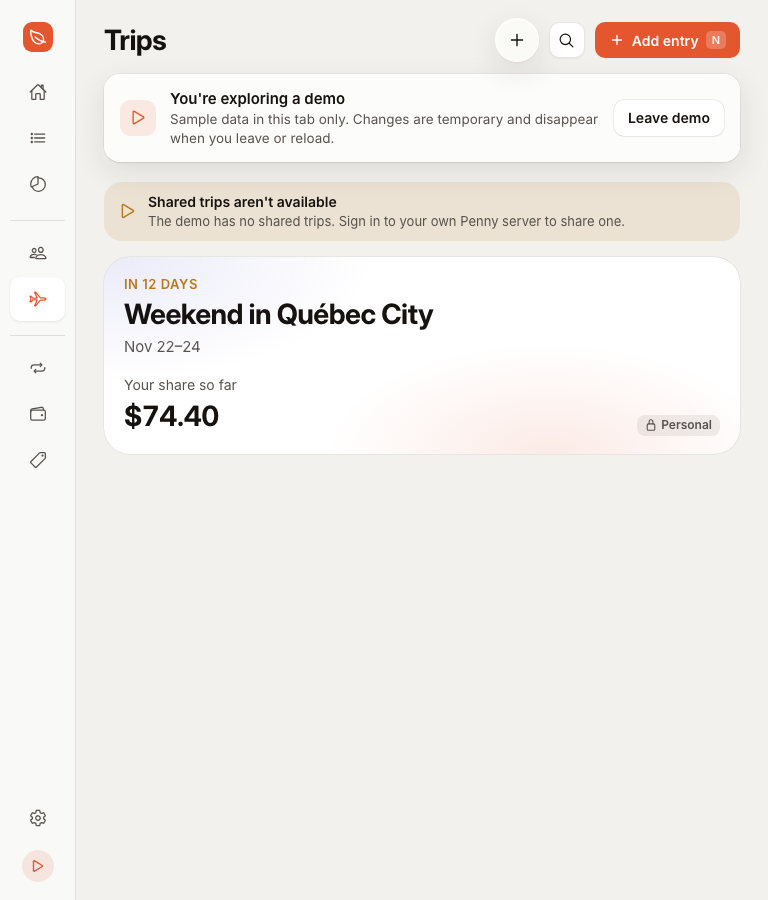 Trips
Add entry N
You're exploring a demo
Sample data in this tab only. Changes are temporary and disappear
when you leave or reload.
Leave demo
Shared trips aren't available
The demo has no shared trips. Sign in to your own Penny server to share one.
IN 12 DAYS
Weekend in Québec City
Nov 22–24
Your share so far
$74.40
Personal